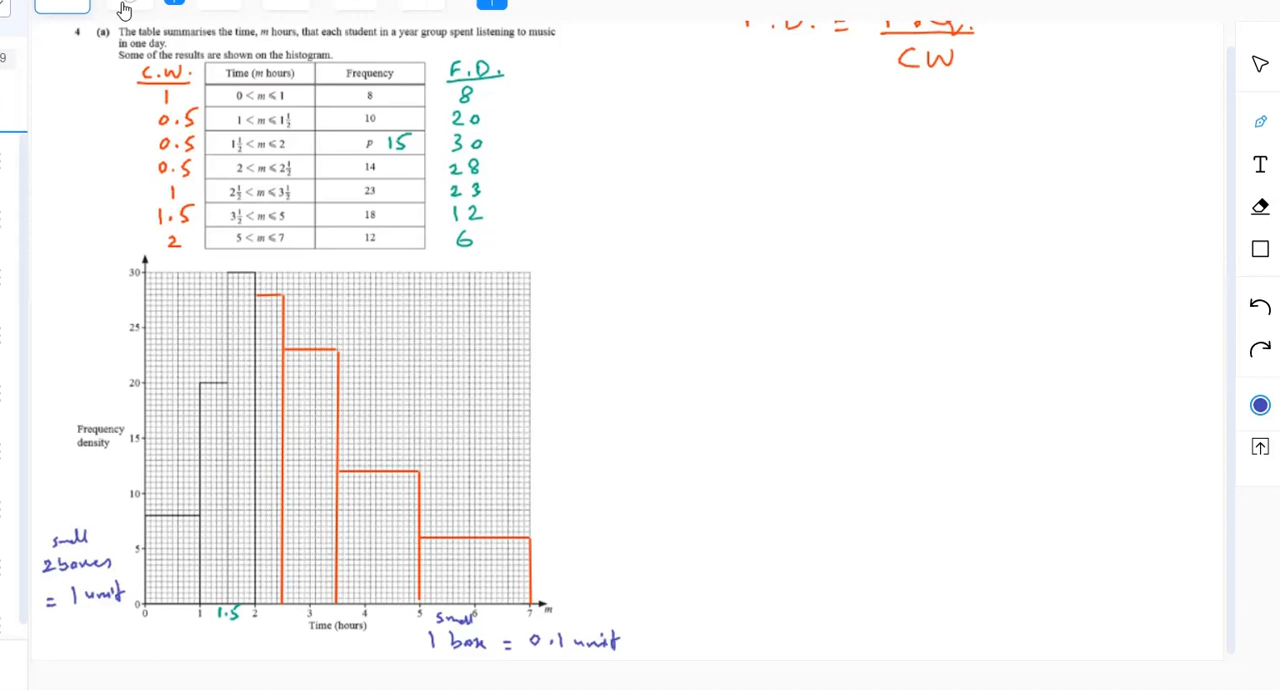 F.D. = Freq.
CW
9
4 (a) The table summarises the time, m hours, that each student in a year group spent listening to music
in one day.
Some of the results are shown on the histogram.
C.W. Time (m hours) Frequency F.D.
1 0 < m ⩽ 1 8 8
0.5 1 < m ⩽ 1½ 10 20
0.5 1½ < m ⩽ 2 p 15 30
0.5 2 < m ⩽ 2½ 14 28
1 2½ < m ⩽ 3½ 23 23
1.5 3½ < m ⩽ 5 18 12
2 5 < m ⩽ 7 12 6
30
25
20
Frequency
density
15
10
5
0
small
2 boxes
= 1 unit
0 1 1.5 2 3 4 5 6 7 m
Time (hours)
small
1 box = 0.1 unit
T